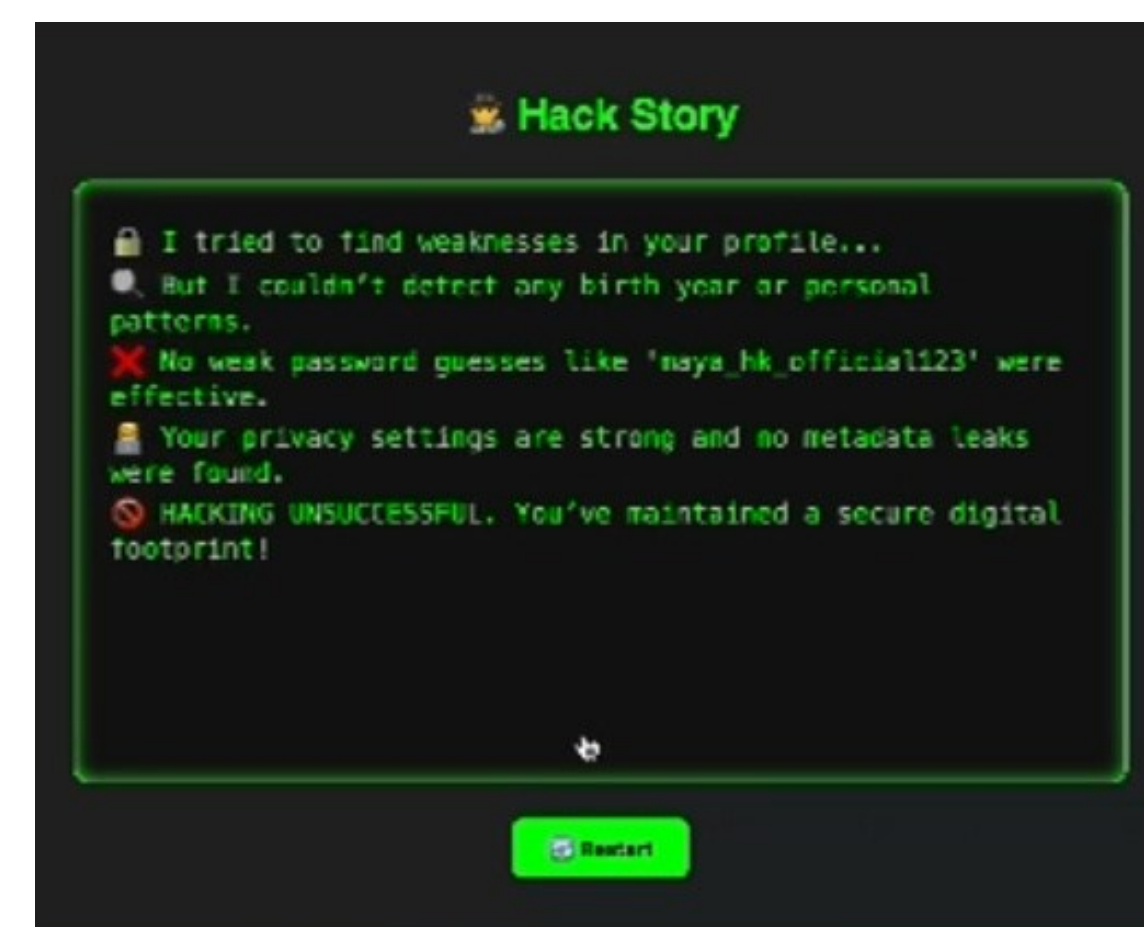 Hack Story
I tried to find weaknesses in your profile...
But I couldn't detect any birth year or personal
patterns.
No weak password guesses like 'maya_hk_official123' were
effective.
Your privacy settings are strong and no metadata leaks
were found.
HACKING UNSUCCESSFUL. You've maintained a secure digital
footprint!
Restart